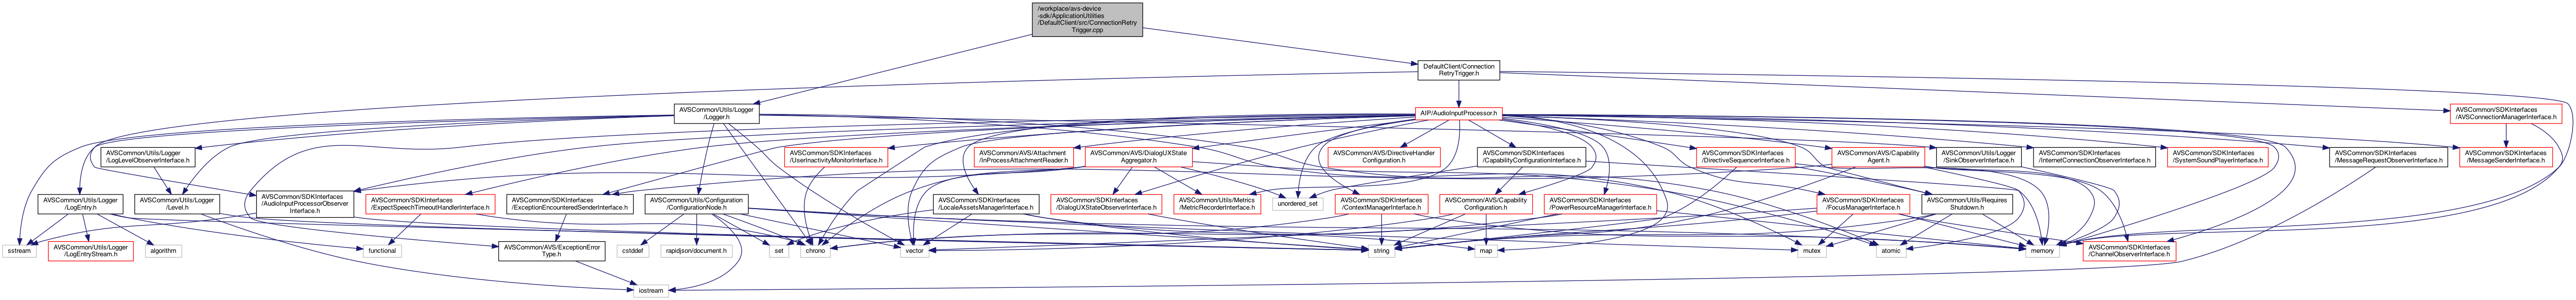 /workplace/avs-device
-sdk/ApplicationUtilities
/DefaultClient/src/ConnectionRetry
Trigger.cpp
DefaultClient/Connection
RetryTrigger.h
AVSCommon/Utils/Logger
/Logger.h
AIP/AudioInputProcessor.h
AVSCommon/SDKInterfaces
/AVSConnectionManagerInterface.h
AVSCommon/Utils/Logger
/LogLevelObserverInterface.h
AVSCommon/SDKInterfaces
/UserInactivityMonitorInterface.h
AVSCommon/AVS/Attachment
/InProcessAttachmentReader.h
AVSCommon/AVS/DialogUXState
Aggregator.h
AVSCommon/AVS/DirectiveHandler
Configuration.h
AVSCommon/SDKInterfaces
/CapabilityConfigurationInterface.h
AVSCommon/SDKInterfaces
/DirectiveSequencerInterface.h
AVSCommon/AVS/Capability
Agent.h
AVSCommon/Utils/Logger
/SinkObserverInterface.h
AVSCommon/SDKInterfaces
/InternetConnectionObserverInterface.h
AVSCommon/SDKInterfaces
/SystemSoundPlayerInterface.h
AVSCommon/SDKInterfaces
/MessageRequestObserverInterface.h
AVSCommon/SDKInterfaces
/MessageSenderInterface.h
AVSCommon/Utils/Logger
/LogEntry.h
AVSCommon/Utils/Logger
/Level.h
AVSCommon/SDKInterfaces
/AudioInputProcessorObserver
Interface.h
AVSCommon/SDKInterfaces
/ExpectSpeechTimeoutHandlerInterface.h
AVSCommon/SDKInterfaces
/ExceptionEncounteredSenderInterface.h
AVSCommon/Utils/Configuration
/ConfigurationNode.h
AVSCommon/SDKInterfaces
/LocaleAssetsManagerInterface.h
AVSCommon/SDKInterfaces
/DialogUXStateObserverInterface.h
AVSCommon/Utils/Metrics
/MetricRecorderInterface.h
unordered_set
AVSCommon/SDKInterfaces
/ContextManagerInterface.h
AVSCommon/AVS/Capability
Configuration.h
AVSCommon/SDKInterfaces
/PowerResourceManagerInterface.h
AVSCommon/SDKInterfaces
/FocusManagerInterface.h
AVSCommon/Utils/Requires
Shutdown.h
sstream
AVSCommon/Utils/Logger
/LogEntryStream.h
algorithm
functional
AVSCommon/AVS/ExceptionError
Type.h
cstddef
rapidjson/document.h
set
chrono
vector
string
map
mutex
atomic
memory
AVSCommon/SDKInterfaces
/ChannelObserverInterface.h
iostream